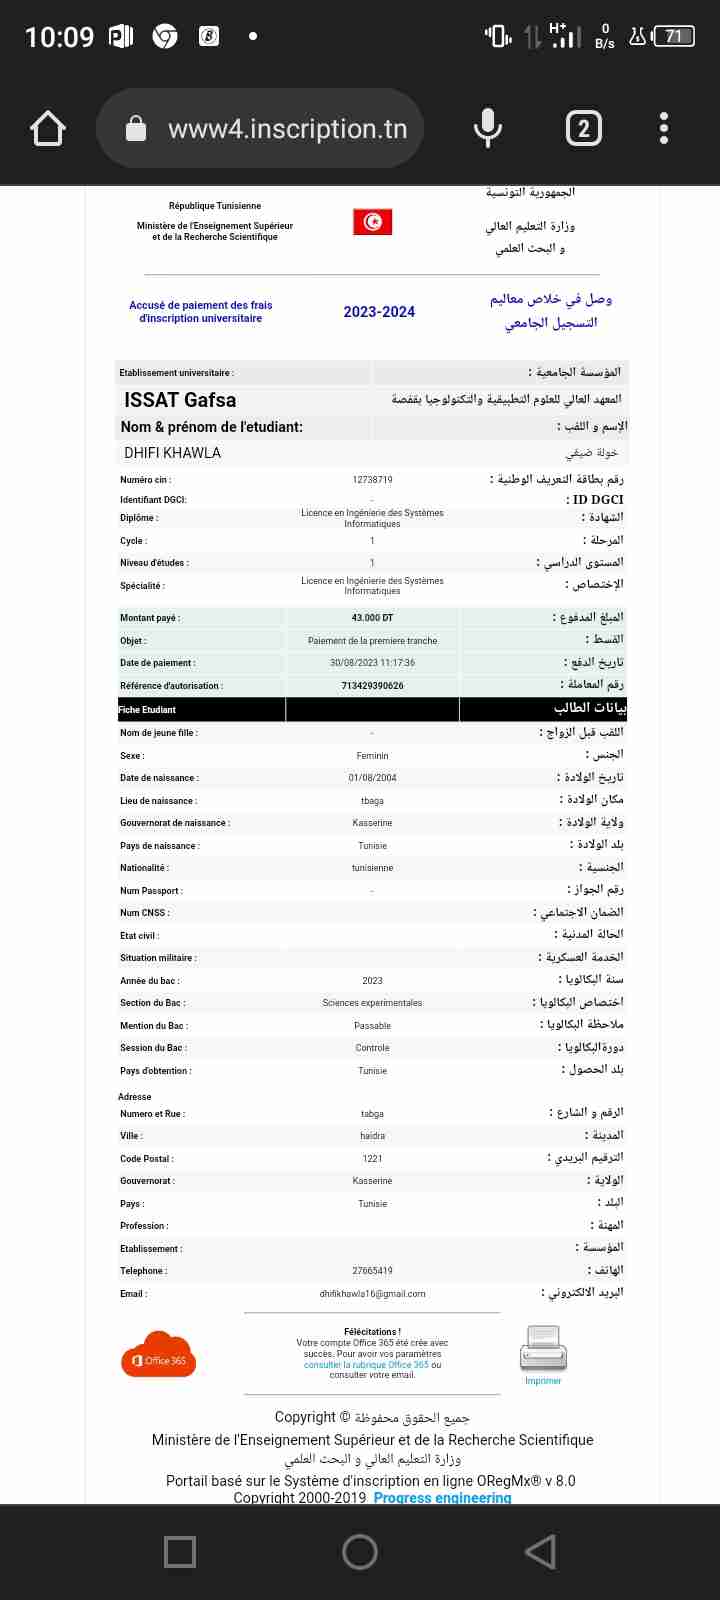 10:09
H+
0 B/s
71
www4.inscription.tn
2
République Tunisienne
Ministère de l'Enseignement Supérieur
et de la Recherche Scientifique
الجمهورية التونسية
وزارة التعليم العالي
و البحث العلمي
Accusé de paiement des frais
d'inscription universitaire
2023-2024
وصل في خلاص معاليم
التسجيل الجامعي
Etablissement universitaire : المؤسسة الجامعية :
ISSAT Gafsa المعهد العالي للعلوم التطبيقية والتكنولوجيا بقفصة
Nom & prénom de l'etudiant: الإسم و اللقب :
DHIFI KHAWLA خولة ضيفي
Numéro cin : 12738719 رقم بطاقة التعريف الوطنية :
Identifiant DGCI: - ID DGCI :
Diplôme : Licence en Ingénierie des Systèmes Informatiques الشهادة :
Cycle : 1 المرحلة :
Niveau d'études : 1 المستوى الدراسي :
Spécialité : Licence en Ingénierie des Systèmes Informatiques الإختصاص :
Montant payé : 43.000 DT المبلغ المدفوع :
Objet : Paiement de la premiere tranche القسط :
Date de paiement : 30/08/2023 11:17:36 تاريخ الدفع :
Référence d'autorisation : 713429390626 رقم المعاملة :
Fiche Etudiant بيانات الطالب
Nom de jeune fille : - اللقب قبل الزواج :
Sexe : Feminin الجنس :
Date de naissance : 01/08/2004 تاريخ الولادة :
Lieu de naissance : tbaga مكان الولادة :
Gouvernorat de naissance : Kasserine ولاية الولادة :
Pays de naissance : Tunisie بلد الولادة :
Nationalité : tunisienne الجنسية :
Num Passport : - رقم الجواز :
Num CNSS : الضمان الاجتماعي :
Etat civil : الحالة المدنية :
Situation militaire : الخدمة العسكرية :
Année du bac : 2023 سنة البكالويا :
Section du Bac : Sciences experimentales اختصاص البكالويا :
Mention du Bac : Passable ملاحظة البكالويا :
Session du Bac : Controle دورةالبكالويا :
Pays d'obtention : Tunisie بلد الحصول :
Adresse
Numero et Rue : tabga الرقم و الشارع :
Ville : haidra المدينة :
Code Postal : 1221 الترقيم البريدي :
Gouvernorat : Kasserine الولاية :
Pays : Tunisie البلد :
Profession : المهنة :
Etablissement : المؤسسة :
Telephone : 27665419 الهاتف :
Email : dhifikhawla16@gmail.com البريد الالكتروني :
Office 365
Félécitations !
Votre compte Office 365 été crée avec
succès. Pour avoir vos paramètres
consulter la rubrique Office 365 ou
consulter votre email.
Imprimer
Copyright © جميع الحقوق محفوظة
Ministère de l'Enseignement Supérieur et de la Recherche Scientifique
وزارة التعليم العالي و البحث العلمي
Portail basé sur le Système d'inscription en ligne ORegMx® v 8.0
Copyright 2000-2019 Progress engineering